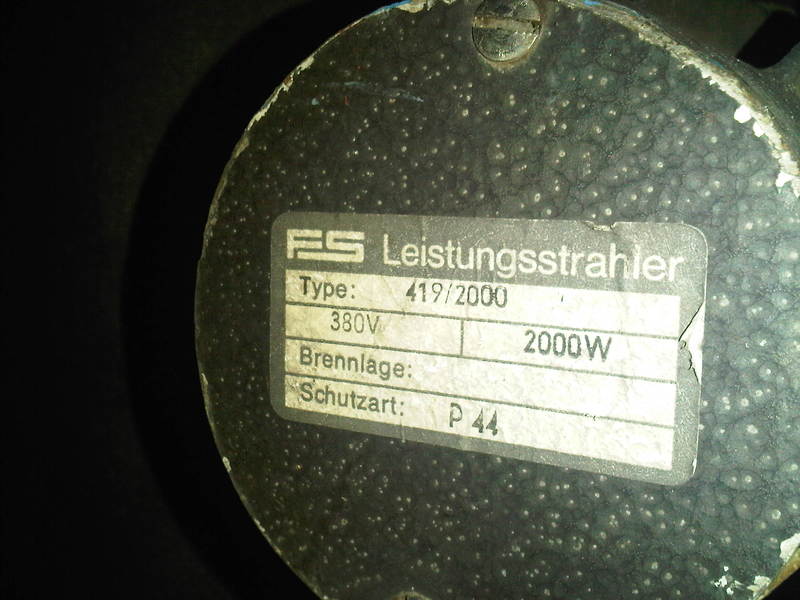 FS Leistungsstrahler
Type: 419/2000
380V 2000W
Brennlage:
Schutzart: P 44